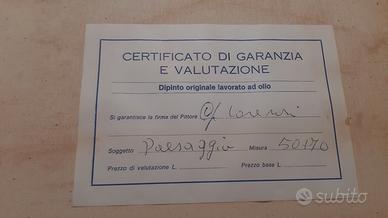 CERTIFICATO DI GARANZIA
E VALUTAZIONE
Dipinto originale lavorato ad olio
Si garantisce la firma del Pittore Lorenzi
Soggetto Paesaggio Misura 50x70
Prezzo di valutazione L. Prezzo base L.
subito